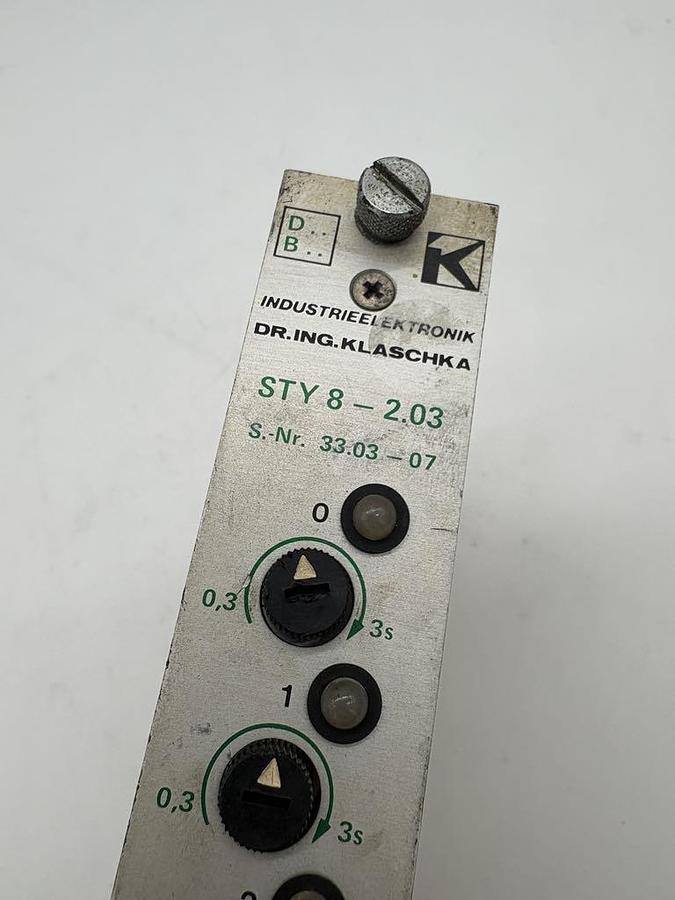 D..
B..
K
INDUSTRIEELEKTRONIK
DR.ING.KLASCHKA
STY 8 – 2.03
S.-Nr. 33.03 – 07
0
0,3 3s
1
0,3 3s
2